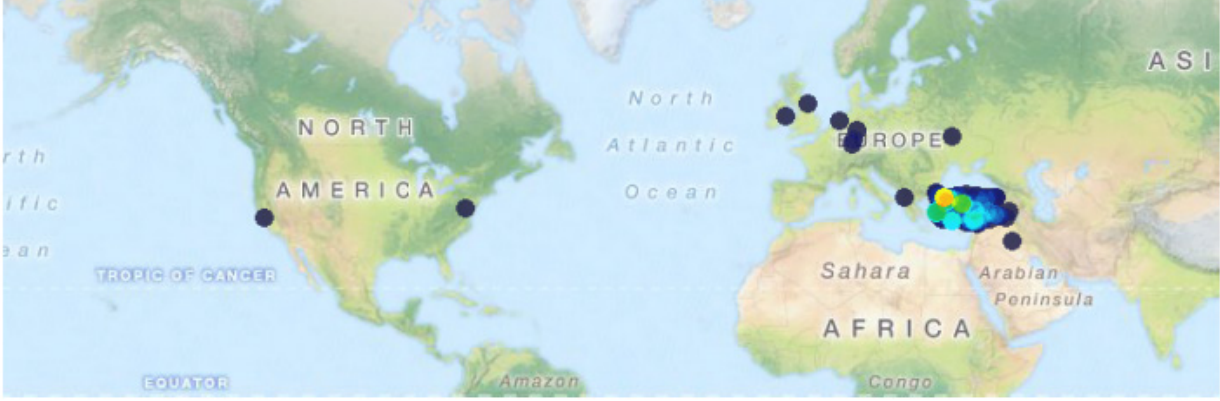 ASI
North
NORTH
Atlantic
EUROPE
rth
AMERICA
Ocean
ific
ean
TROPIC OF CANCER
Sahara
Arabian
Peninsula
AFRICA
EQUATOR
Amazon
Congo